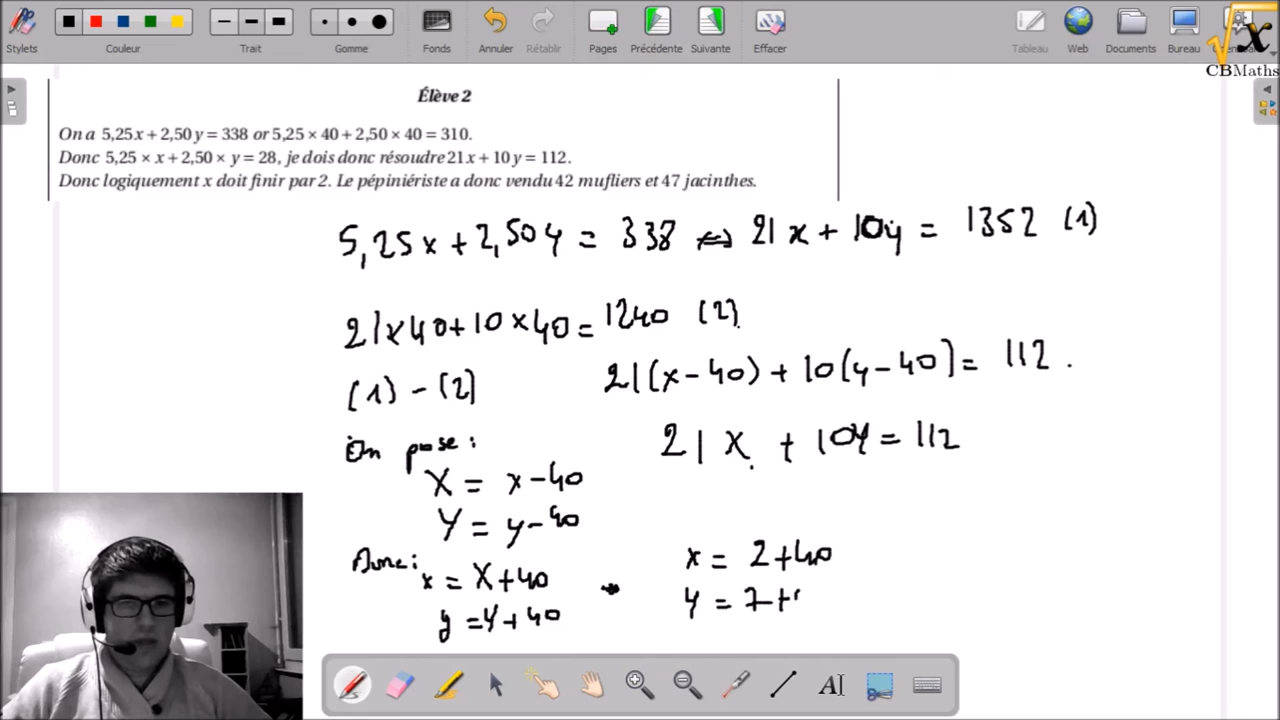 Stylets Couleur Trait Gomme Fonds Annuler Rétablir Pages Précédente Suivante Effacer Tableau Web Documents Bureau
√x
CBMaths
Élève 2
On a 5,25x + 2,50y = 338 or 5,25 × 40 + 2,50 × 40 = 310.
Donc 5,25 × x + 2,50 × y = 28, je dois donc résoudre 21x + 10y = 112.
Donc logiquement x doit finir par 2. Le pépiniériste a donc vendu 42 mufliers et 47 jacinthes.
5,25x + 2,50y = 338 ⇔ 21x + 10y = 1352 (1)
21×40+10×40 = 1240 (2)
21(x-40) + 10(y-40) = 112.
(1) - (2)
21X + 10Y = 112
On pose:
X = x-40
Y = y-40
Donc:
x = X+40
x = 2+40
y = Y+40
y = 7+